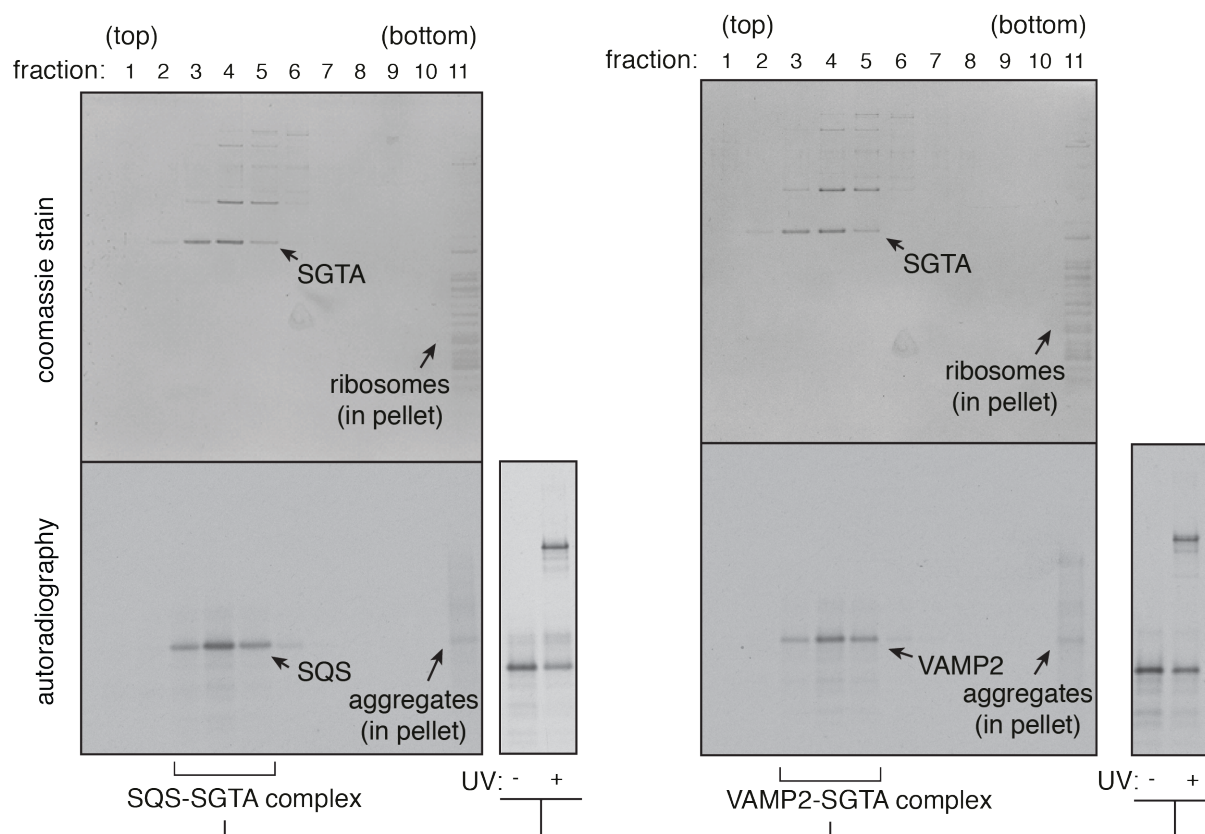 (top) (bottom)
fraction: 1 2 3 4 5 6 7 8 9 10 11
coomassie stain
SGTA
ribosomes
(in pellet)
autoradiography
SQS
aggregates
(in pellet)
UV: - +
SQS-SGTA complex
(top) (bottom)
fraction: 1 2 3 4 5 6 7 8 9 10 11
SGTA
ribosomes
(in pellet)
VAMP2
aggregates
(in pellet)
UV: - +
VAMP2-SGTA complex